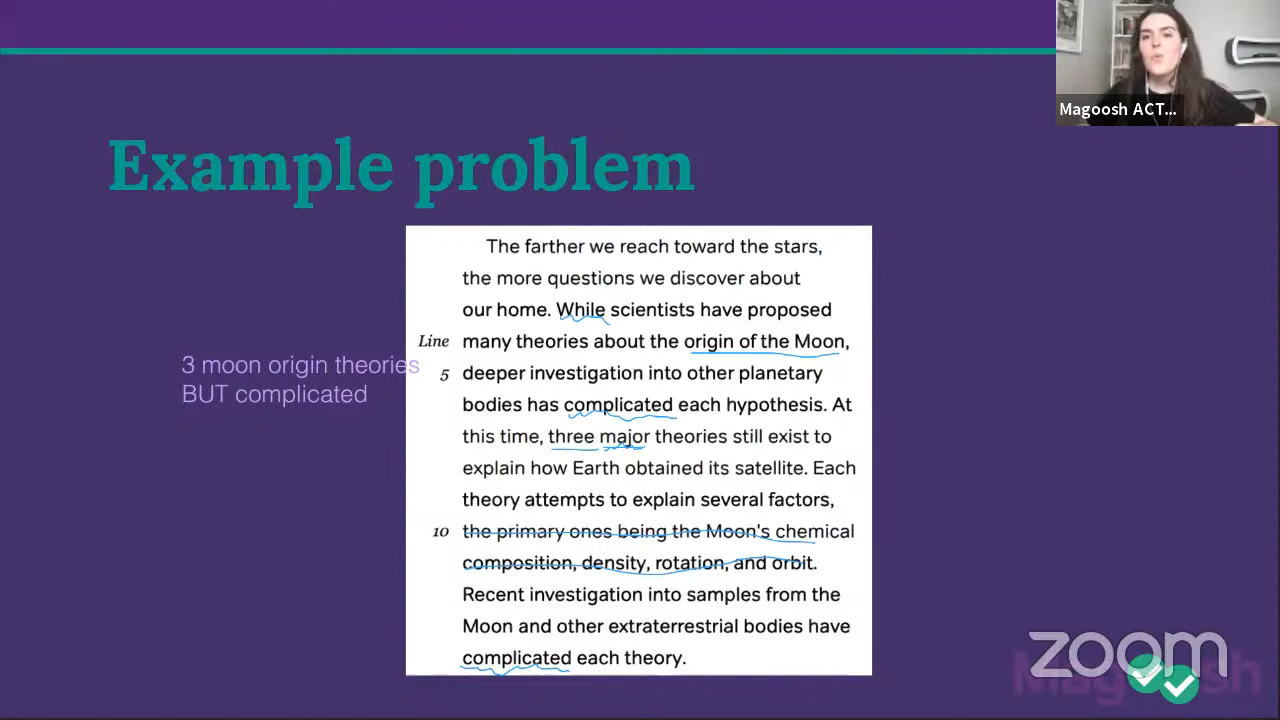 Magoosh ACT...
Example problem
The farther we reach toward the stars,
the more questions we discover about
our home. While scientists have proposed
Line many theories about the origin of the Moon,
5 deeper investigation into other planetary
bodies has complicated each hypothesis. At
this time, three major theories still exist to
explain how Earth obtained its satellite. Each
theory attempts to explain several factors,
10 the primary ones being the Moon's chemical
composition, density, rotation, and orbit.
Recent investigation into samples from the
Moon and other extraterrestrial bodies have
complicated each theory.
3 moon origin theories
BUT complicated
zoom
Magoosh